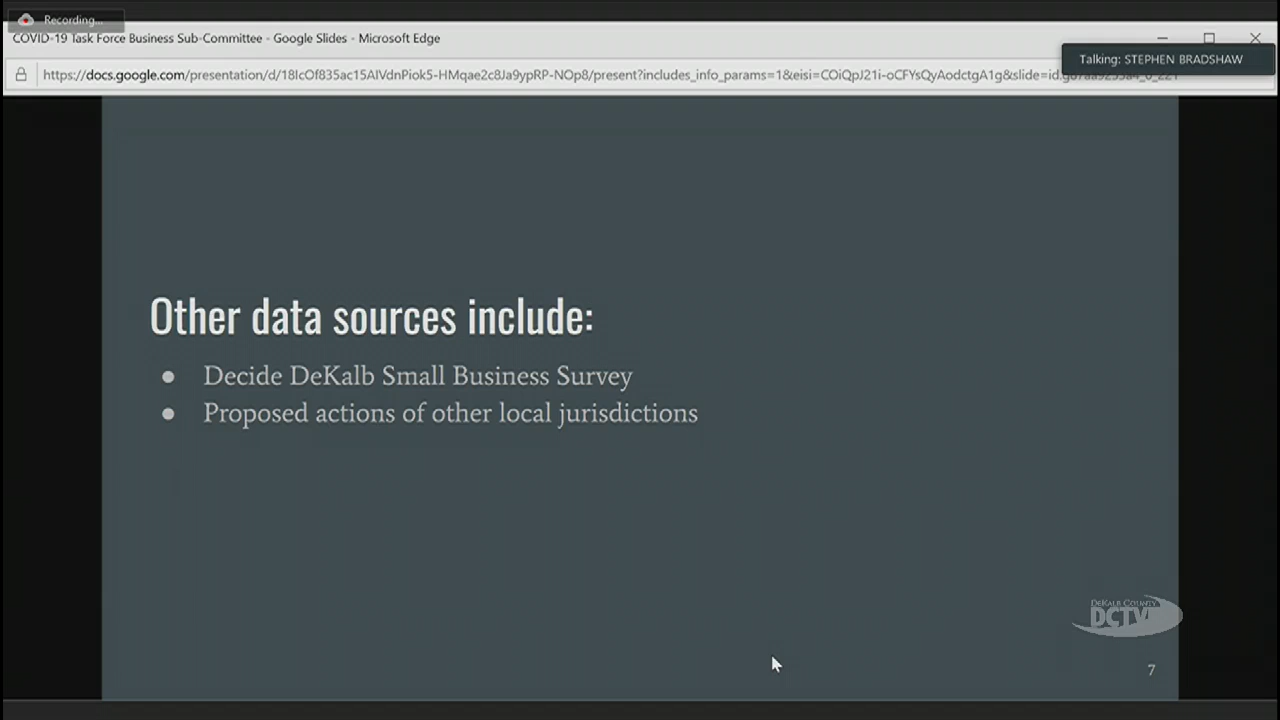 Recording...
COVID-19 Task Force Business Sub-Committee - Google Slides - Microsoft Edge
Talking: STEPHEN BRADSHAW
Other data sources include:
● Decide DeKalb Small Business Survey
● Proposed actions of other local jurisdictions
DEKALB COUNTY
DCTV
7